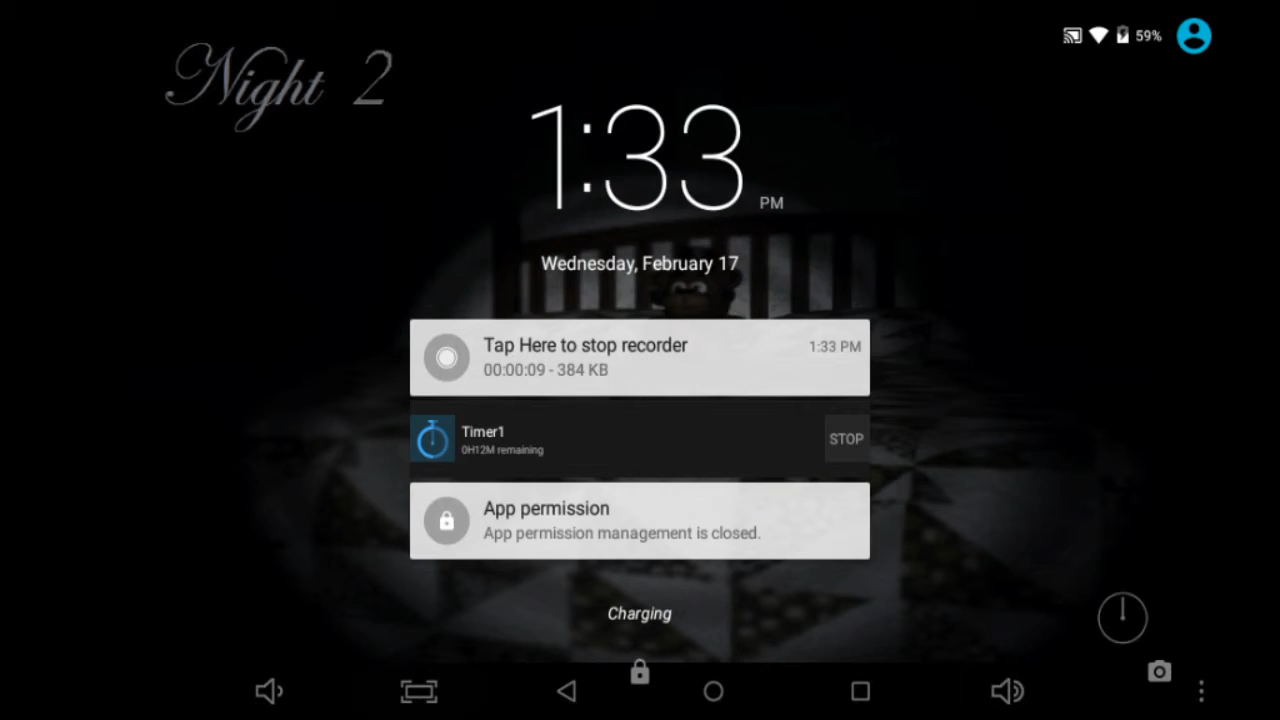 59%
Night 2
1:33
PM
Wednesday, February 17
Tap Here to stop recorder
1:33 PM
00:00:09 - 384 KB
Timer1
0H12M remaining
STOP
App permission
App permission management is closed.
Charging